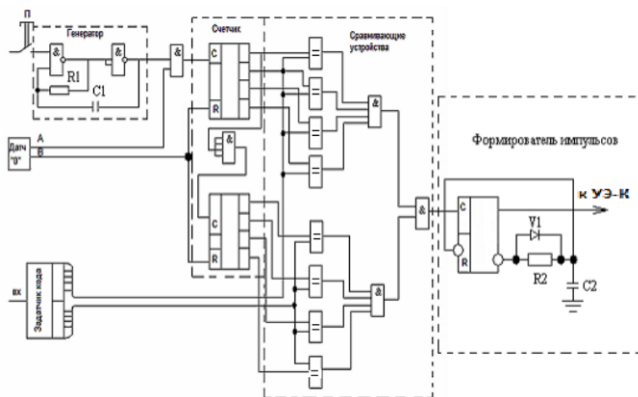 П
Генератор
&
&
R1
C1
&
Счетчик
C
R
&
C
R
Сравнивающие
устройства
=
=
=
=
&
=
=
=
=
&
&
Датч
"0"
A
B
вх
Задатчик кода
Формирователь импульсов
C
R
к УЭ-К
V1
R2
C2